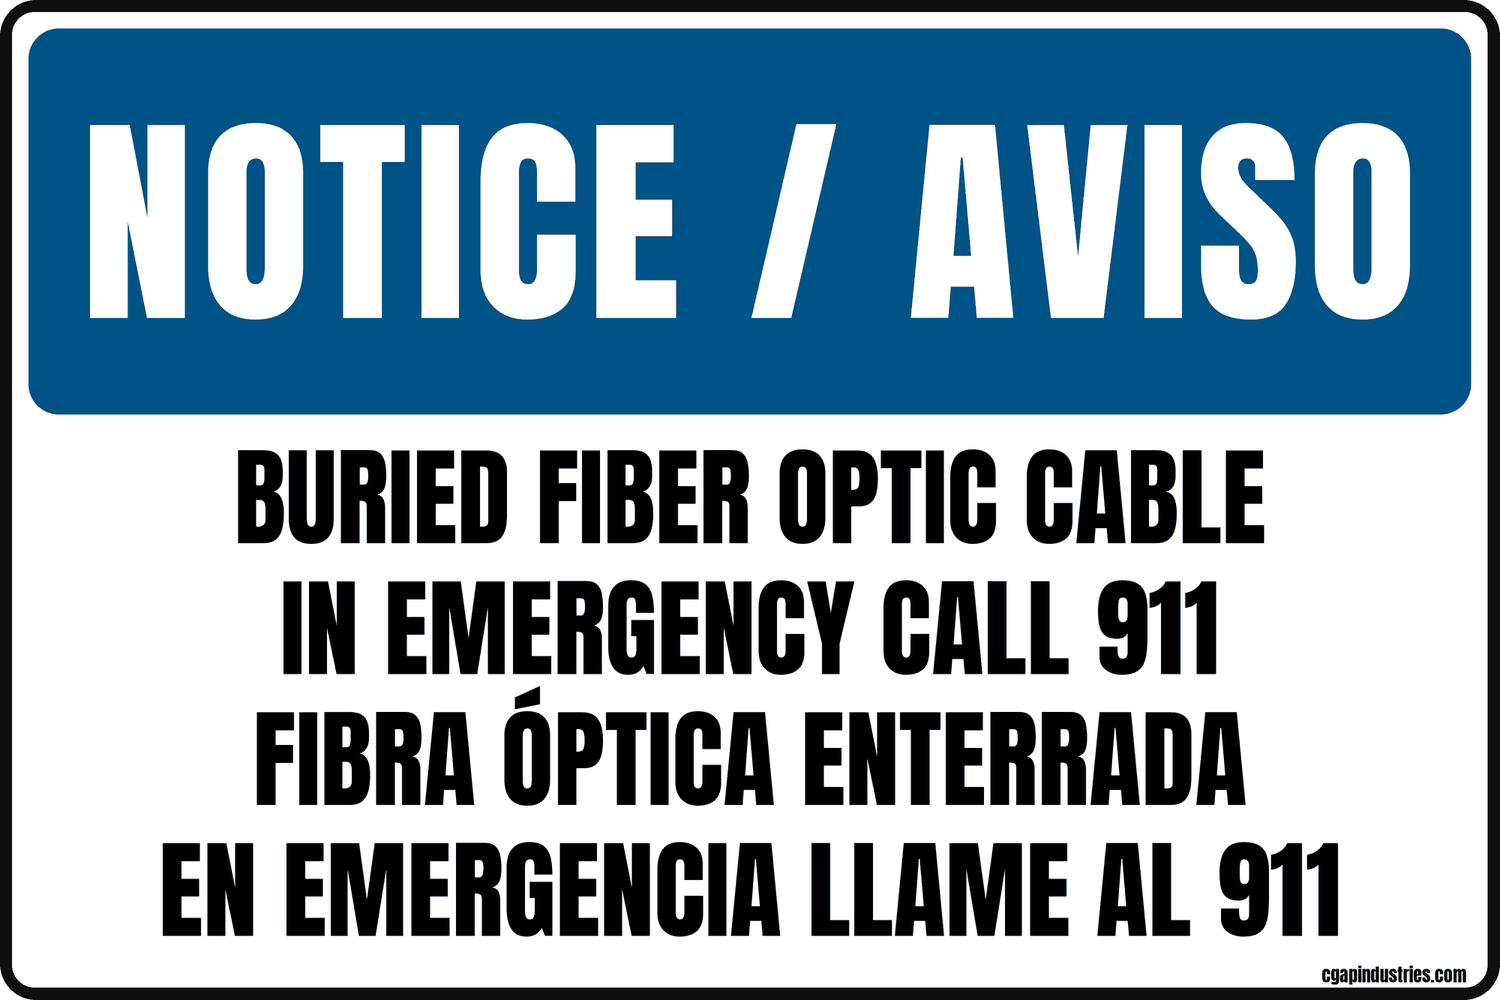 NOTICE / AVISO
BURIED FIBER OPTIC CABLE
IN EMERGENCY CALL 911
FIBRA ÓPTICA ENTERRADA
EN EMERGENCIA LLAME AL 911
cgapindustries.com